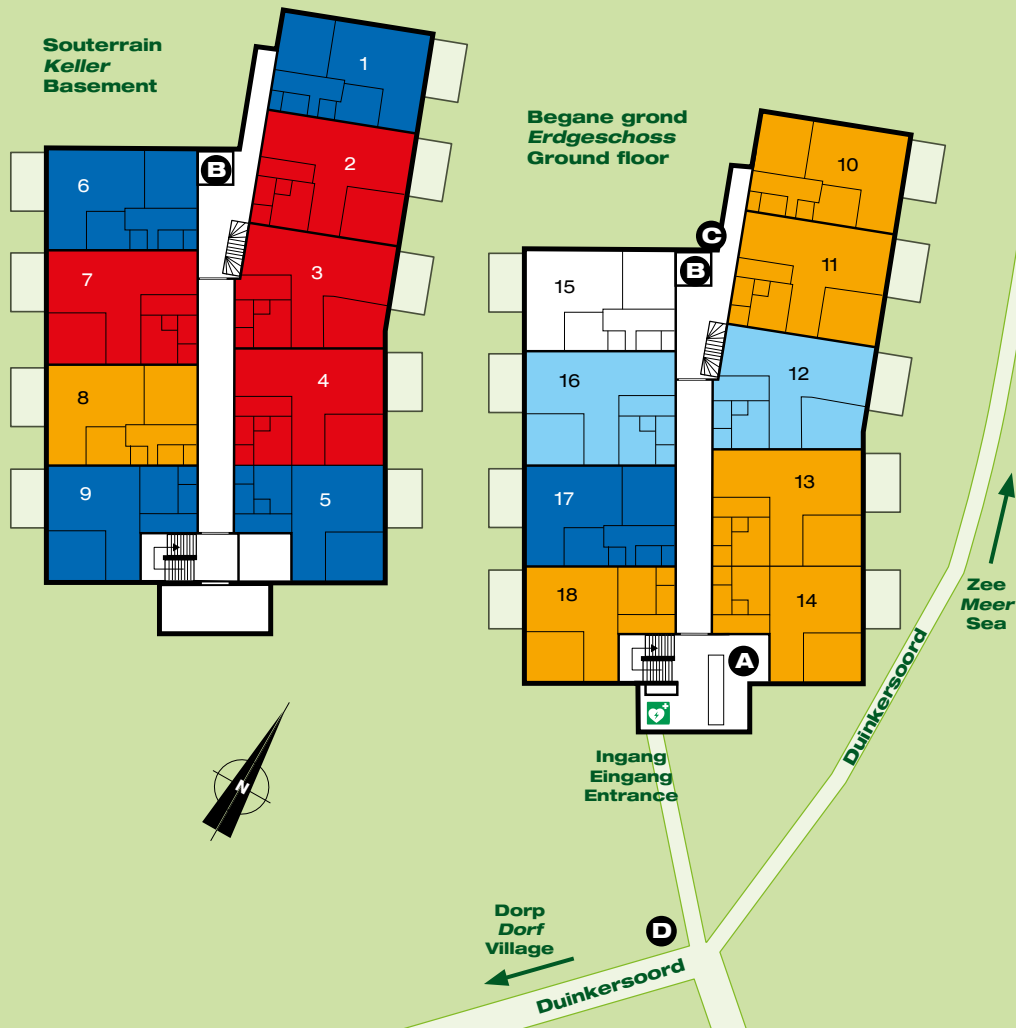 Souterrain
Keller
Basement
1
2
3
4
5
6
7
8
9
B
Begane grond
Erdgeschoss
Ground floor
10
11
12
13
14
15
16
17
18
C
B
A
Ingang
Eingang
Entrance
Zee
Meer
Sea
Duinkersoord
N
Dorp
Dorf
Village
D
Duinkersoord